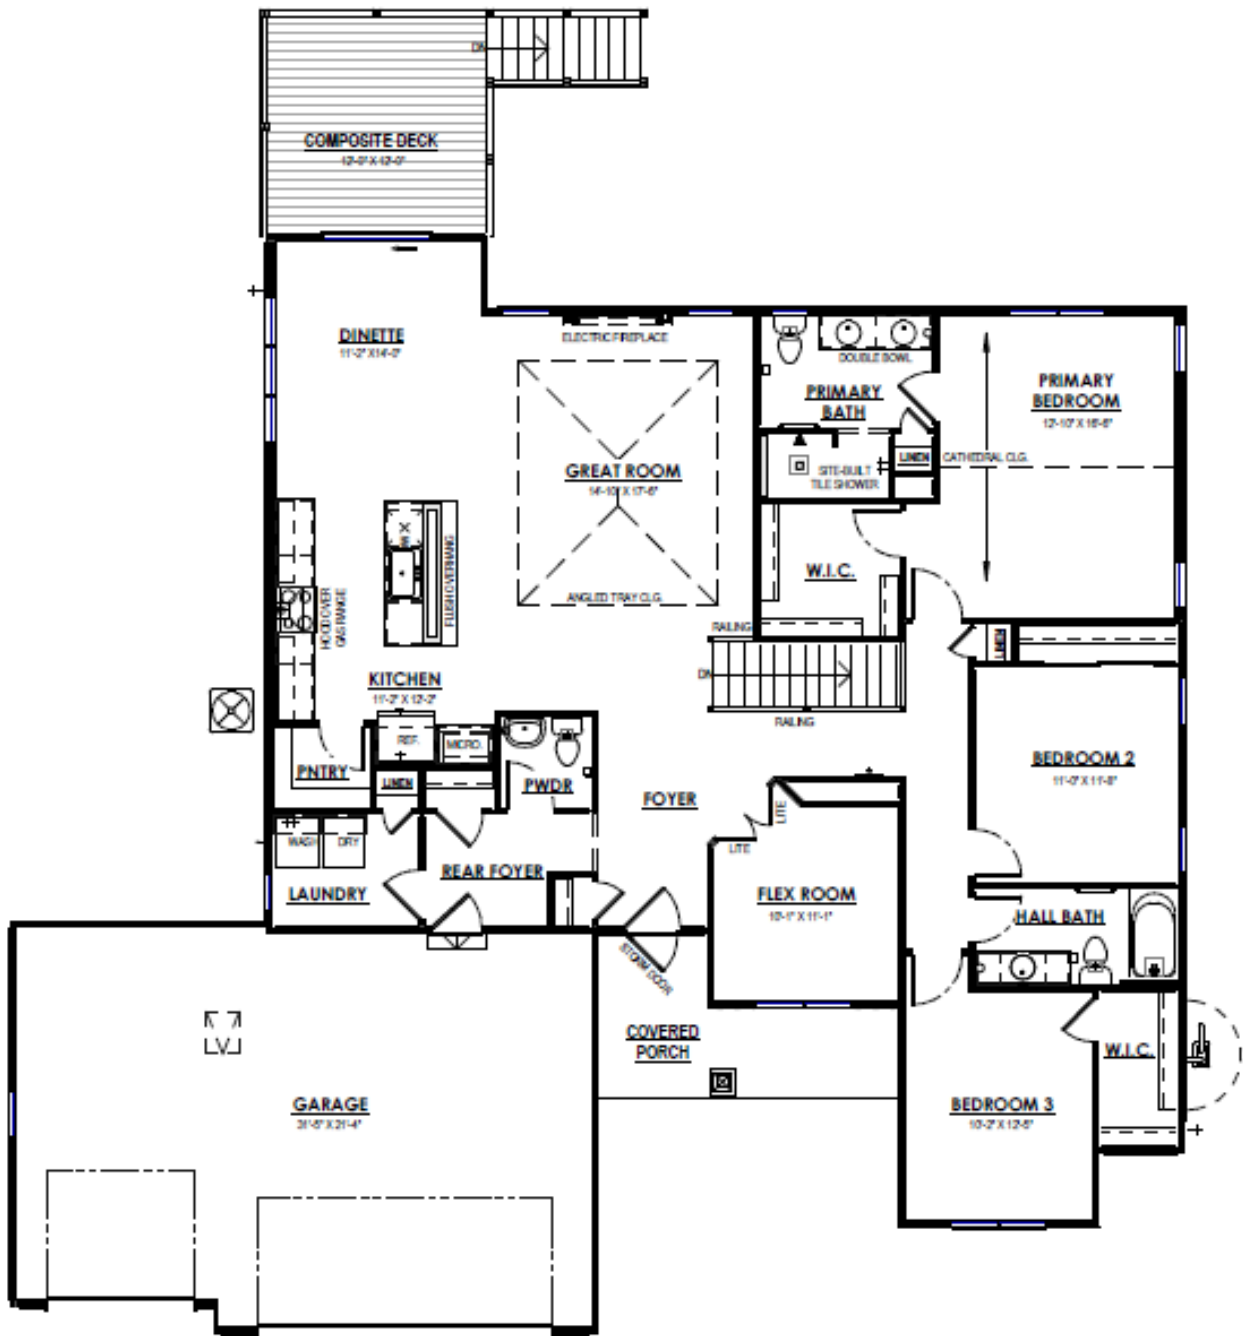 DN
COMPOSITE DECK
12'-0" X 12'-0"
DINETTE
11'-2" X 14'-0"
ELECTRIC FIREPLACE
DOUBLE BOWL
PRIMARY
BATH
PRIMARY
BEDROOM
12'-10" X 16'-6"
GREAT ROOM
14'-10" X 17'-6"
SITE-BUILT
TILE SHOWER
LINEN
CATHEDRAL CLG.
W.I.C.
HOOD OVER
GAS RANGE
FLUSH OVERHANG
ANGLED TRAY CLG.
RAILING
LINEN
DN
RAILING
KITCHEN
11'-2" X 12'-2"
REF.
MICRO.
PNTRY
LINEN
PWDR
FOYER
BEDROOM 2
11'-0" X 11'-8"
LITE
LITE
WASH
DRY
LAUNDRY
REAR FOYER
FLEX ROOM
10'-1" X 11'-1"
HALL BATH
STORM DOOR
COVERED
PORCH
W.I.C.
GARAGE
31'-8" X 21'-4"
BEDROOM 3
10'-2" X 12'-5"